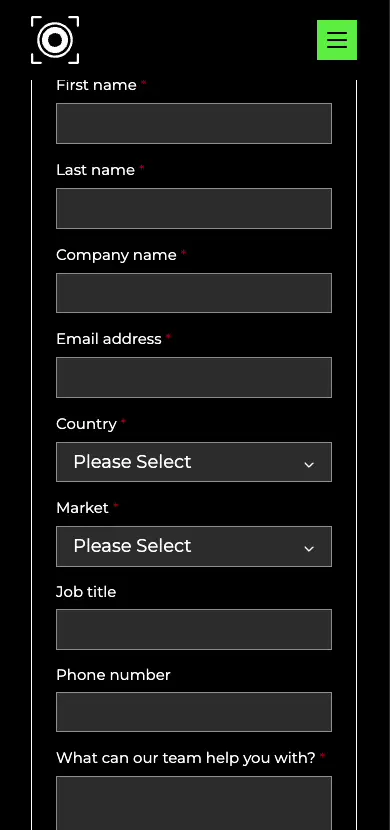 First name *
Last name *
Company name *
Email address *
Country *
Please Select
Market *
Please Select
Job title
Phone number
What can our team help you with? *